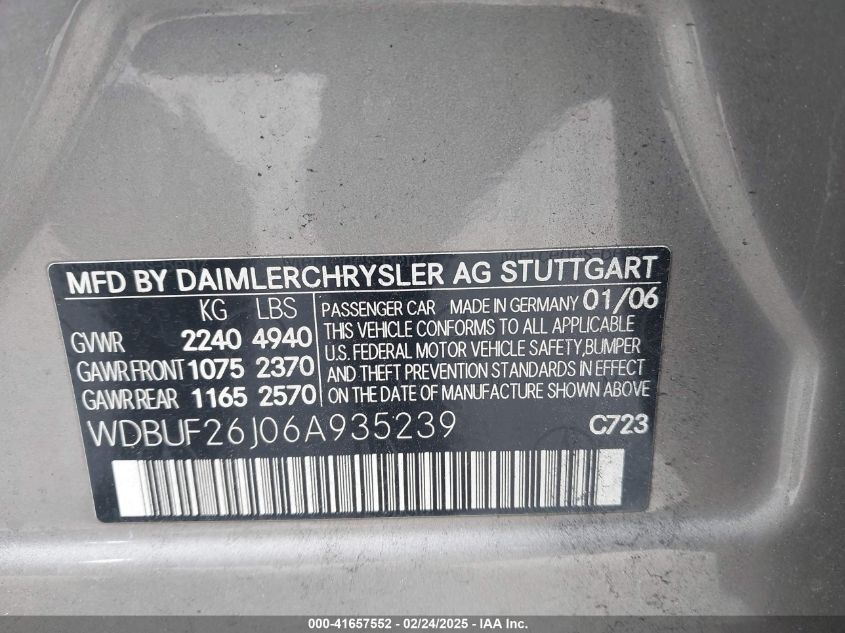 MFD BY DAIMLERCHRYSLER AG STUTTGART
KG LBS
GVWR 2240 4940
GAWR FRONT 1075 2370
GAWR REAR 1165 2570
PASSENGER CAR MADE IN GERMANY 01/06
THIS VEHICLE CONFORMS TO ALL APPLICABLE
U.S. FEDERAL MOTOR VEHICLE SAFETY,BUMPER
AND THEFT PREVENTION STANDARDS IN EFFECT
ON THE DATE OF MANUFACTURE SHOWN ABOVE
WDBUF26J06A935239 C723
000-41657552 - 02/24/2025 - IAA Inc.